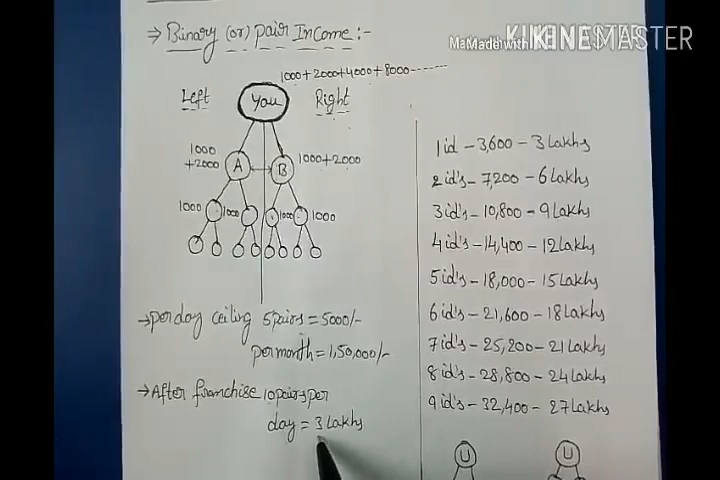 ⇒ Binary (or) pair Income:-
Made with KINEMASTER
1000+2000+4000+8000-------
Left You Right
1000
+2000 A B 1000+2000
1000 1000 1000 1000
→ per day ceiling 5 pairs = 5000/-
per month = 1,50,000/-
→ After franchise 10 pairs per
day = 3 Lakhs
1 id - 3,600 - 3 Lakhs
2 id's - 7,200 - 6 Lakhs
3 id's - 10,800 - 9 Lakhs
4 id's - 14,400 - 12 Lakhs
5 id's - 18,000 - 15 Lakhs
6 id's - 21,600 - 18 Lakhs
7 id's - 25,200 - 21 Lakhs
8 id's - 28,800 - 24 Lakhs
9 id's - 32,400 - 27 Lakhs
U U